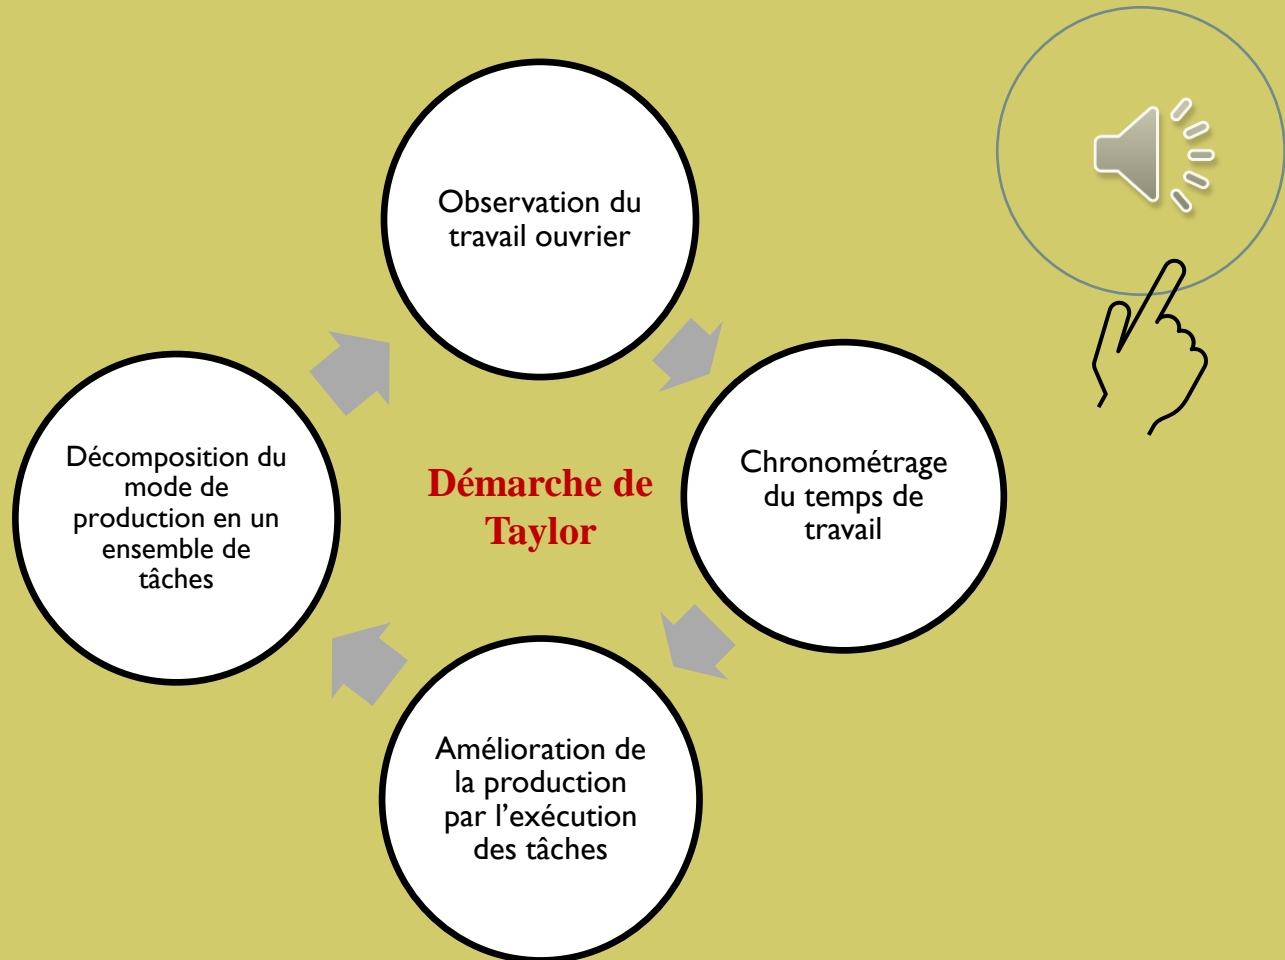 Observation du
travail ouvrier
Chronométrage
du temps de
travail
Amélioration de
la production
par l’exécution
des tâches
Décomposition du
mode de
production en un
ensemble de
tâches
Démarche de
Taylor